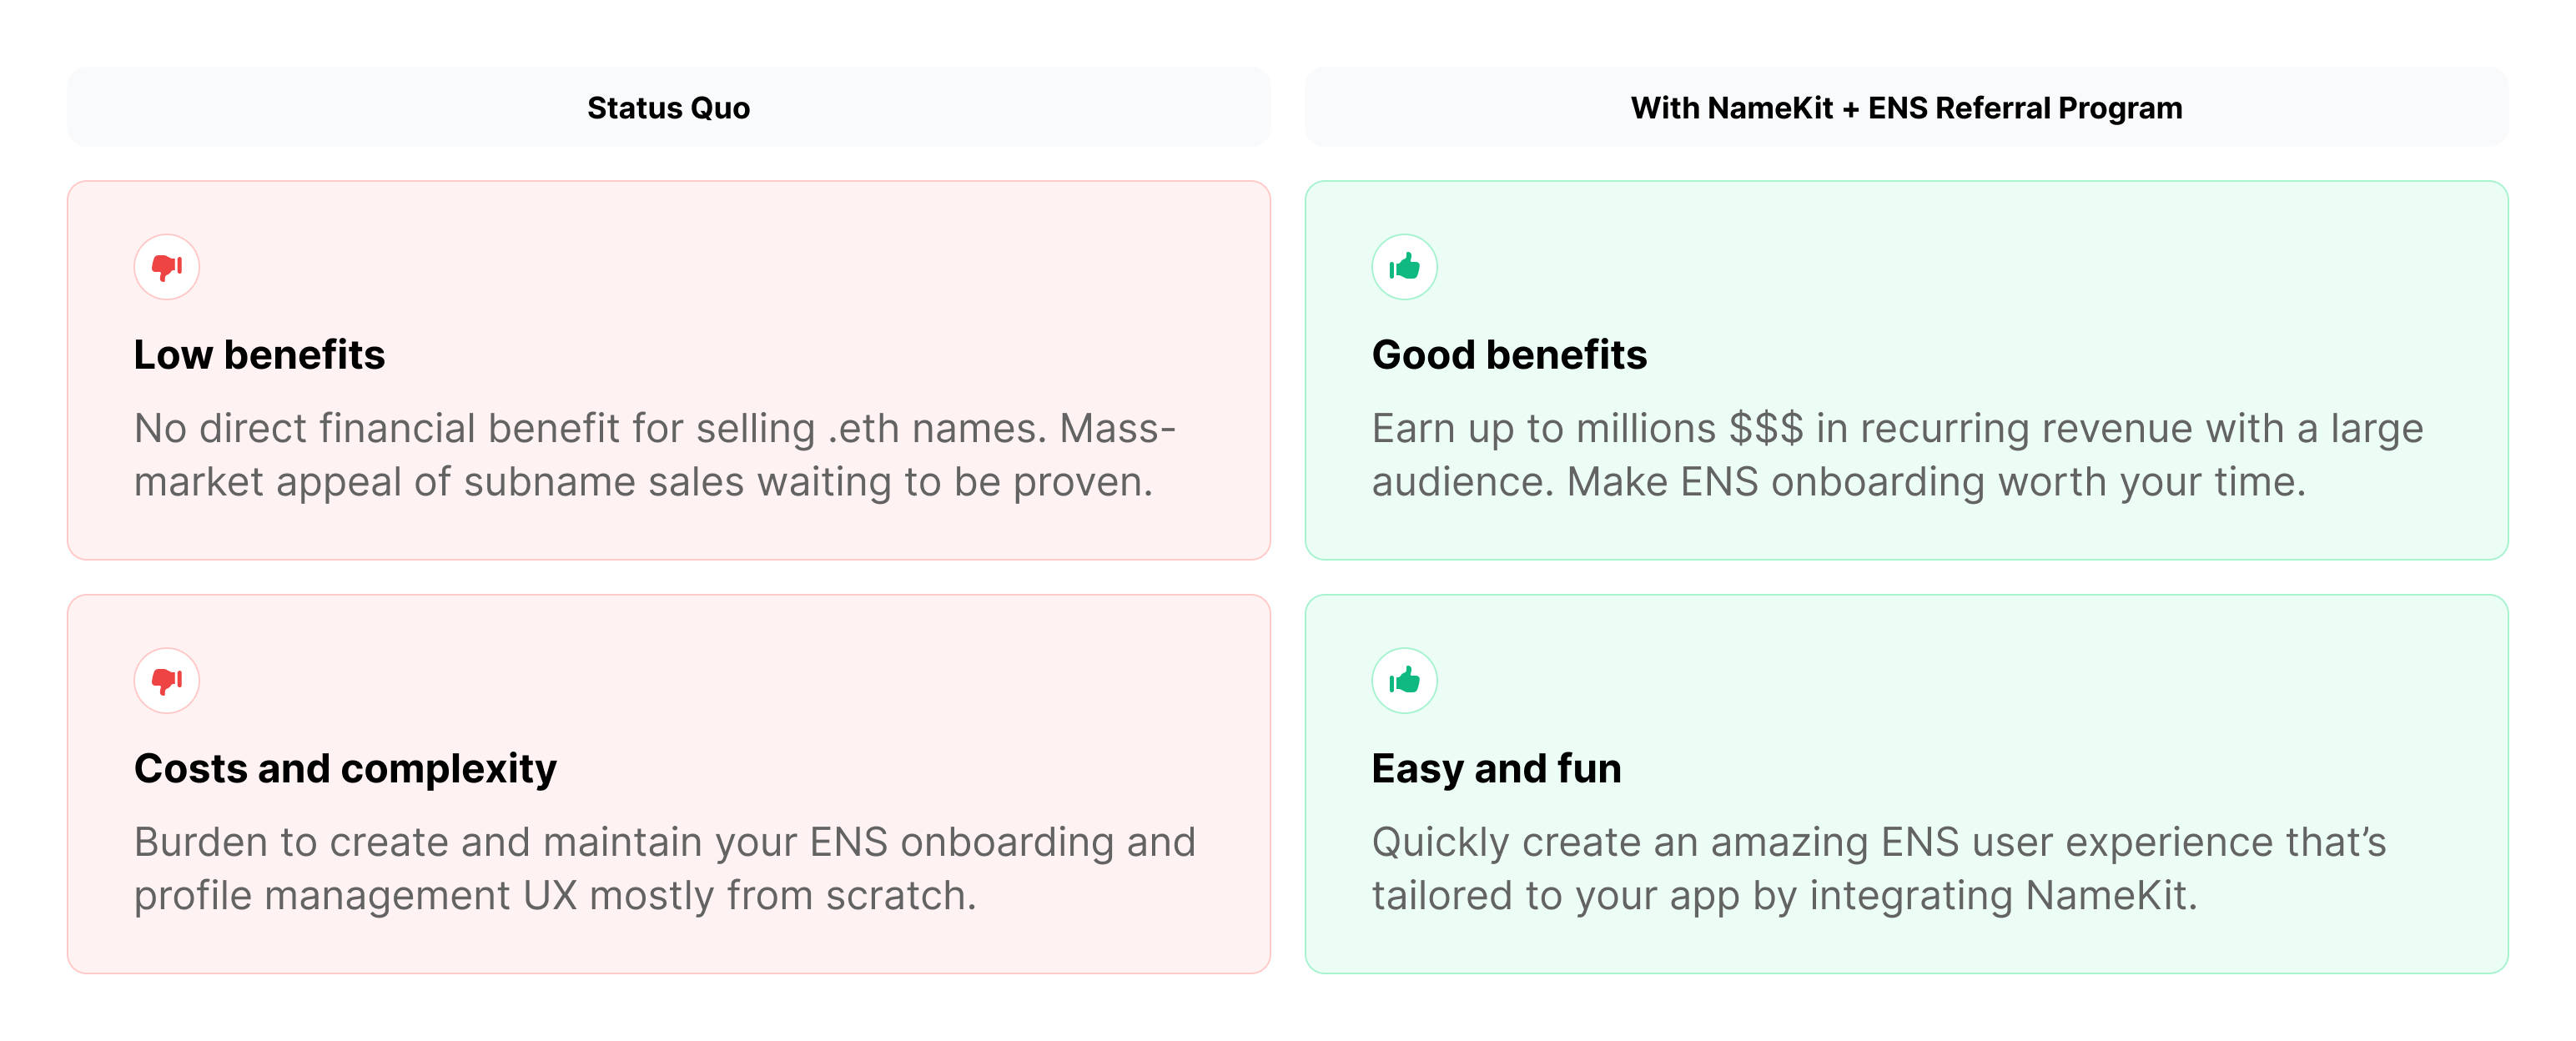 Status Quo
With NameKit + ENS Referral Program
Low benefits
No direct financial benefit for selling .eth names. Mass-
market appeal of subname sales waiting to be proven.
Good benefits
Earn up to millions $$$ in recurring revenue with a large
audience. Make ENS onboarding worth your time.
Costs and complexity
Burden to create and maintain your ENS onboarding and
profile management UX mostly from scratch.
Easy and fun
Quickly create an amazing ENS user experience that’s
tailored to your app by integrating NameKit.